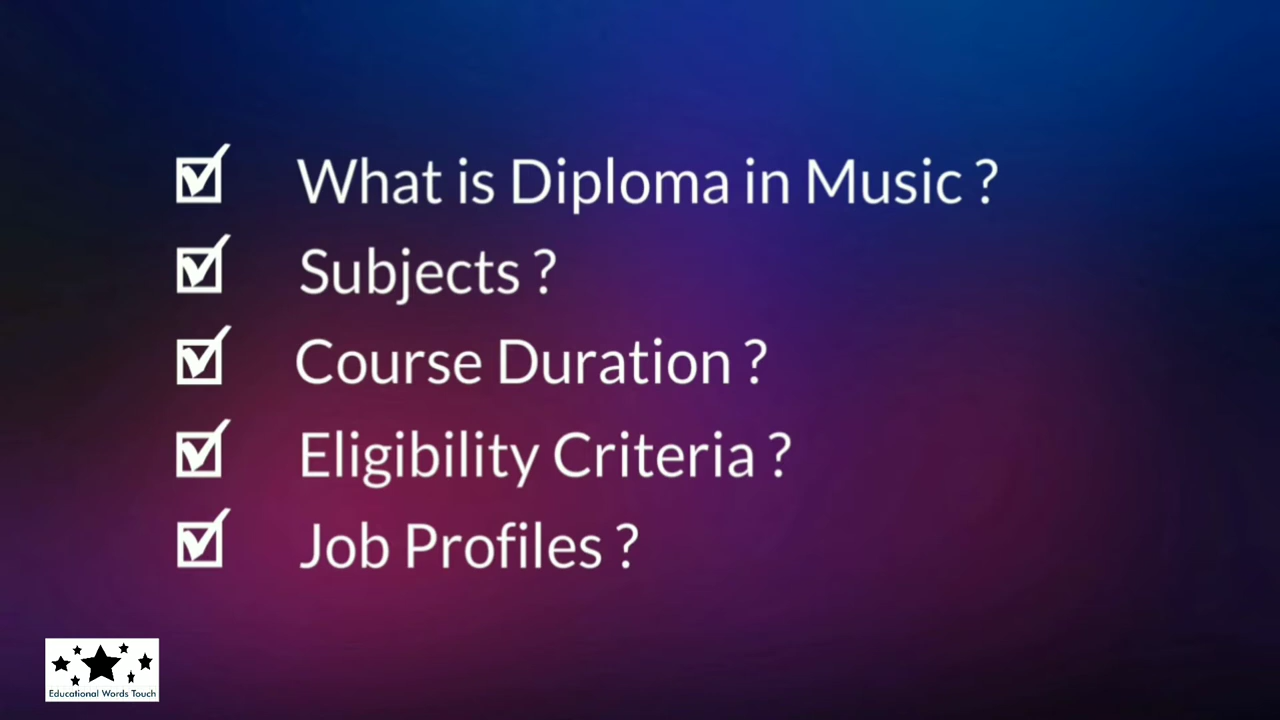 What is Diploma in Music ?
Subjects ?
Course Duration ?
Eligibility Criteria ?
Job Profiles ?
Educational Words Touch